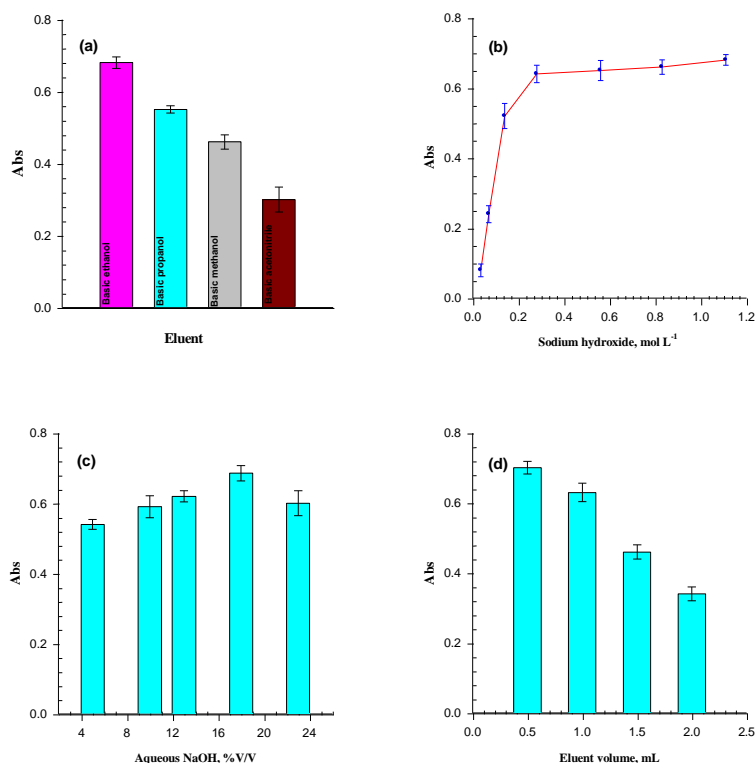 (a)
0.8
0.6
0.4
0.2
0.0
Abs
Basic ethanol
Basic propanol
Basic methanol
Basic acetonitrile
Eluent
(b)
0.8
0.6
0.4
0.2
0.0
Abs
0.0 0.2 0.4 0.6 0.8 1.0 1.2
Sodium hydroxide, mol L-1
(c)
0.8
0.6
0.4
0.2
0.0
Abs
4 8 12 16 20 24
Aqueous NaOH, %V/V
(d)
0.8
0.6
0.4
0.2
0.0
Abs
0.0 0.5 1.0 1.5 2.0 2.5
Eluent volume, mL